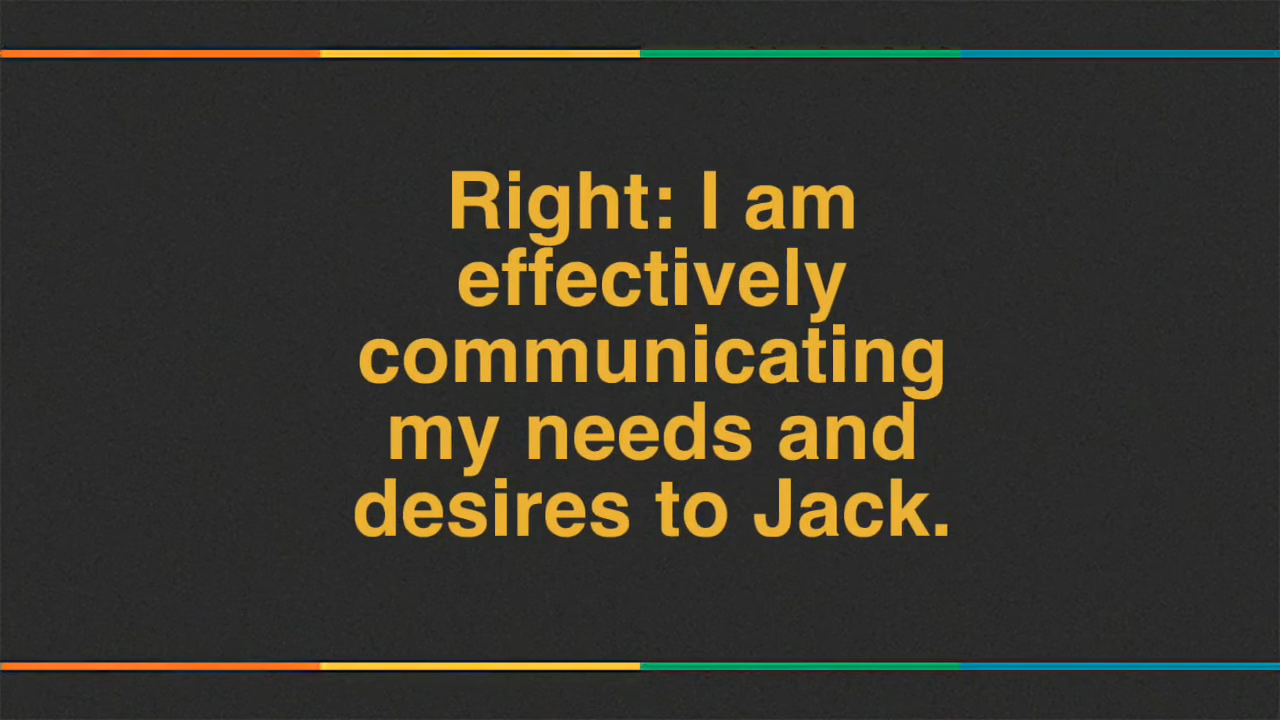 Right: I am
effectively
communicating
my needs and
desires to Jack.